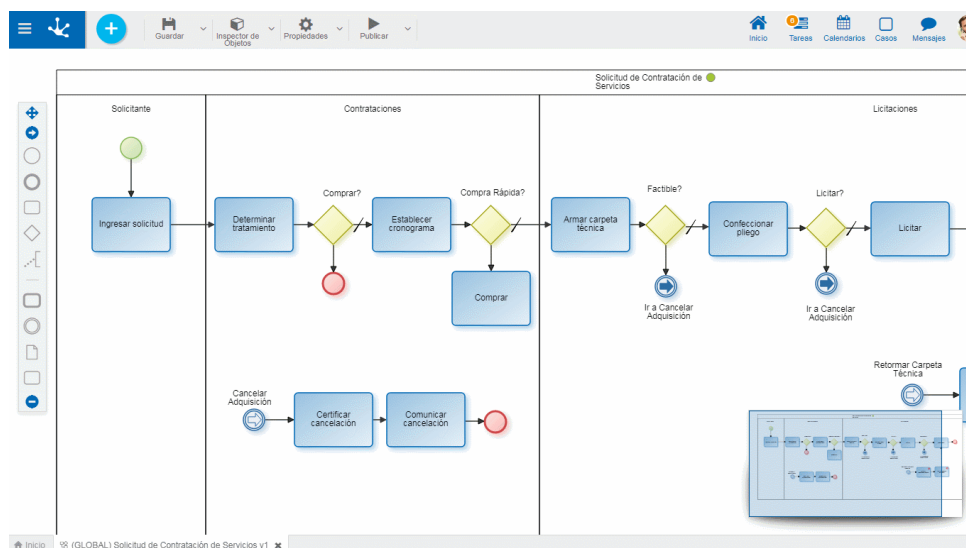 Guardar
Inspector de
Objetos
Propiedades
Publicar
Inicio
6
Tareas
Calendarios
Casos
Mensajes
Solicitud de Contratación de
Servicios
Solicitante
Contrataciones
Licitaciones
Ingresar solicitud
Determinar
tratamiento
Comprar?
Establecer
cronograma
Compra Rápida?
Comprar
Armar carpeta
técnica
Factible?
Ir a Cancelar
Adquisición
Confeccionar
pliego
Licitar?
Ir a Cancelar
Adquisición
Licitar
Cancelar
Adquisición
Certificar
cancelación
Comunicar
cancelación
Retormar Carpeta
Técnica
Inicio
(GLOBAL) Solicitud de Contratación de Servicios v1